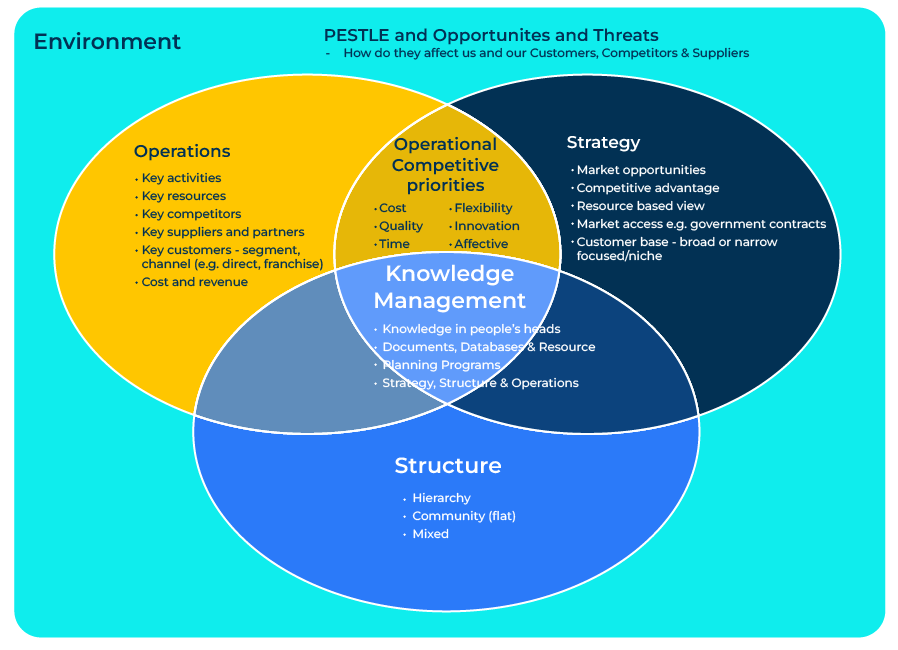 Environment
PESTLE and Opportunites and Threats
- How do they affect us and our Customers, Competitors & Suppliers
Operations
• Key activities
• Key resources
• Key competitors
• Key suppliers and partners
• Key customers - segment,
channel (e.g. direct, franchise)
• Cost and revenue
Operational
Competitive
priorities
• Cost
• Quality
• Time
• Flexibility
• Innovation
• Affective
Strategy
• Market opportunities
• Competitive advantage
• Resource based view
• Market access e.g. government contracts
• Customer base - broad or narrow
focused/niche
Knowledge
Management
• Knowledge in people's heads
• Documents, Databases & Resource
• Planning Programs
• Strategy, Structure & Operations
Structure
• Hierarchy
• Community (flat)
• Mixed